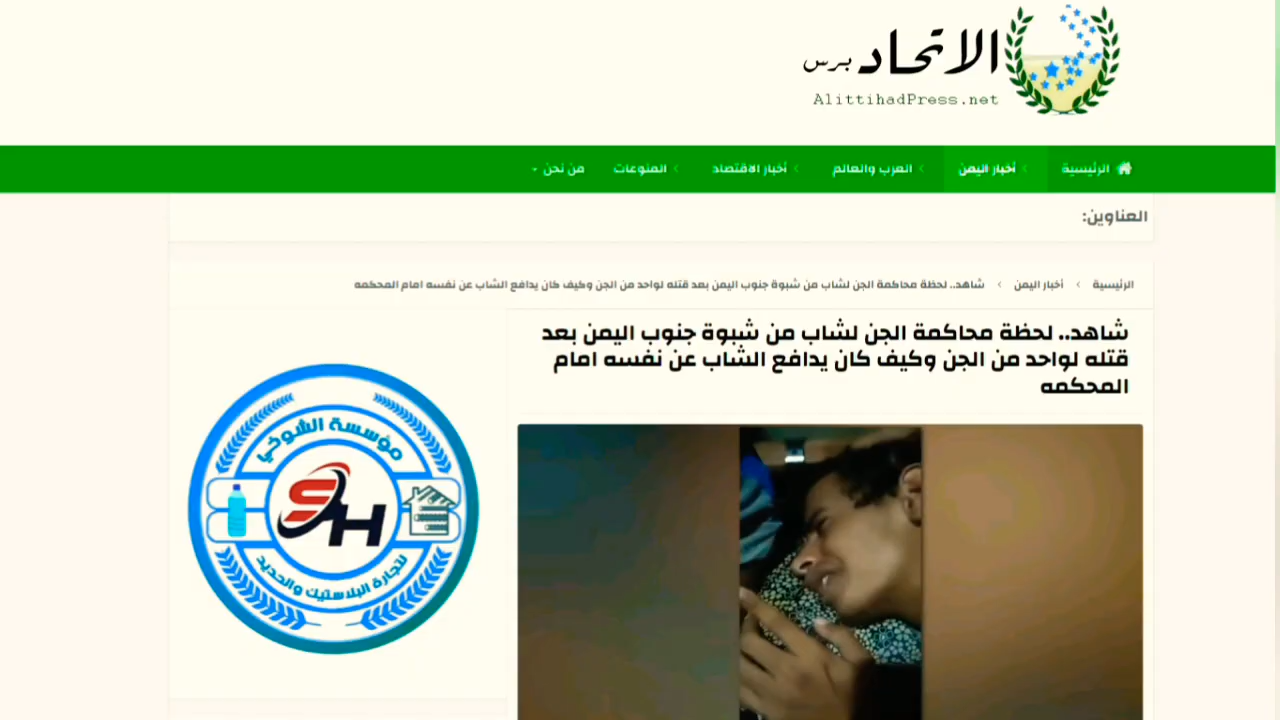 الاتحاد برس
AlittihadPress.net
الرئيسية
أخبار اليمن
العرب والعالم
أخبار الاقتصاد
المنوعات
من نحن
العناوين:
الرئيسية › أخبار اليمن › شاهد.. لحظة محاكمة الجن لشاب من شبوة جنوب اليمن بعد قتله لواحد من الجن وكيف كان يدافع الشاب عن نفسه امام المحكمه
شاهد.. لحظة محاكمة الجن لشاب من شبوة جنوب اليمن بعد
قتله لواحد من الجن وكيف كان يدافع الشاب عن نفسه امام
المحكمه
مؤسسة الشوخي
SH
لتجارة البلاستيك والحديد